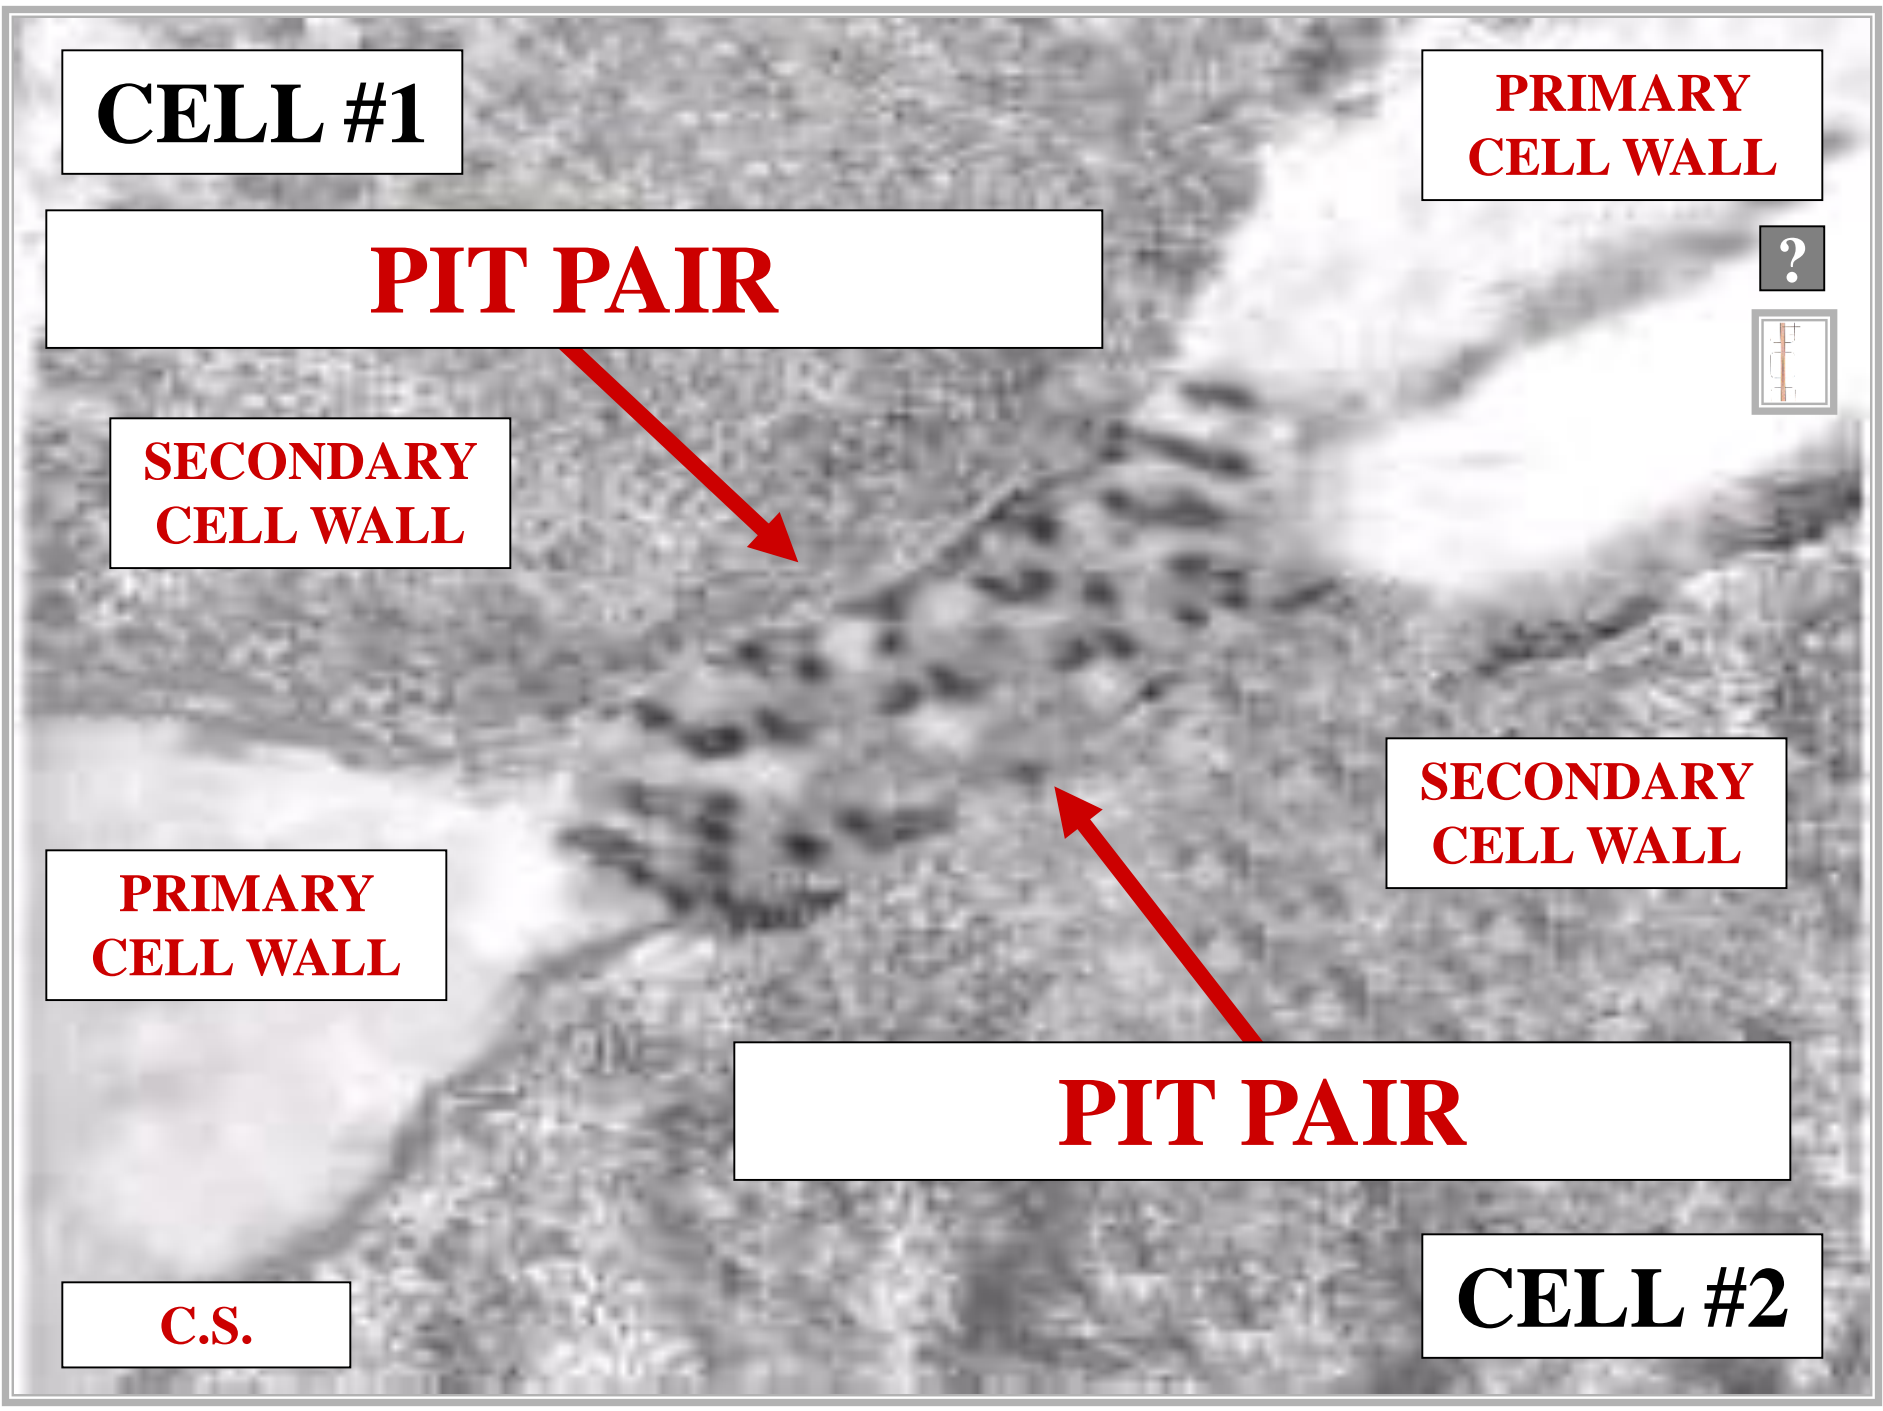 CELL #1
PRIMARY
CELL WALL
PIT PAIR
?
SECONDARY
CELL WALL
SECONDARY
CELL WALL
PRIMARY
CELL WALL
PIT PAIR
CELL #2
C.S.